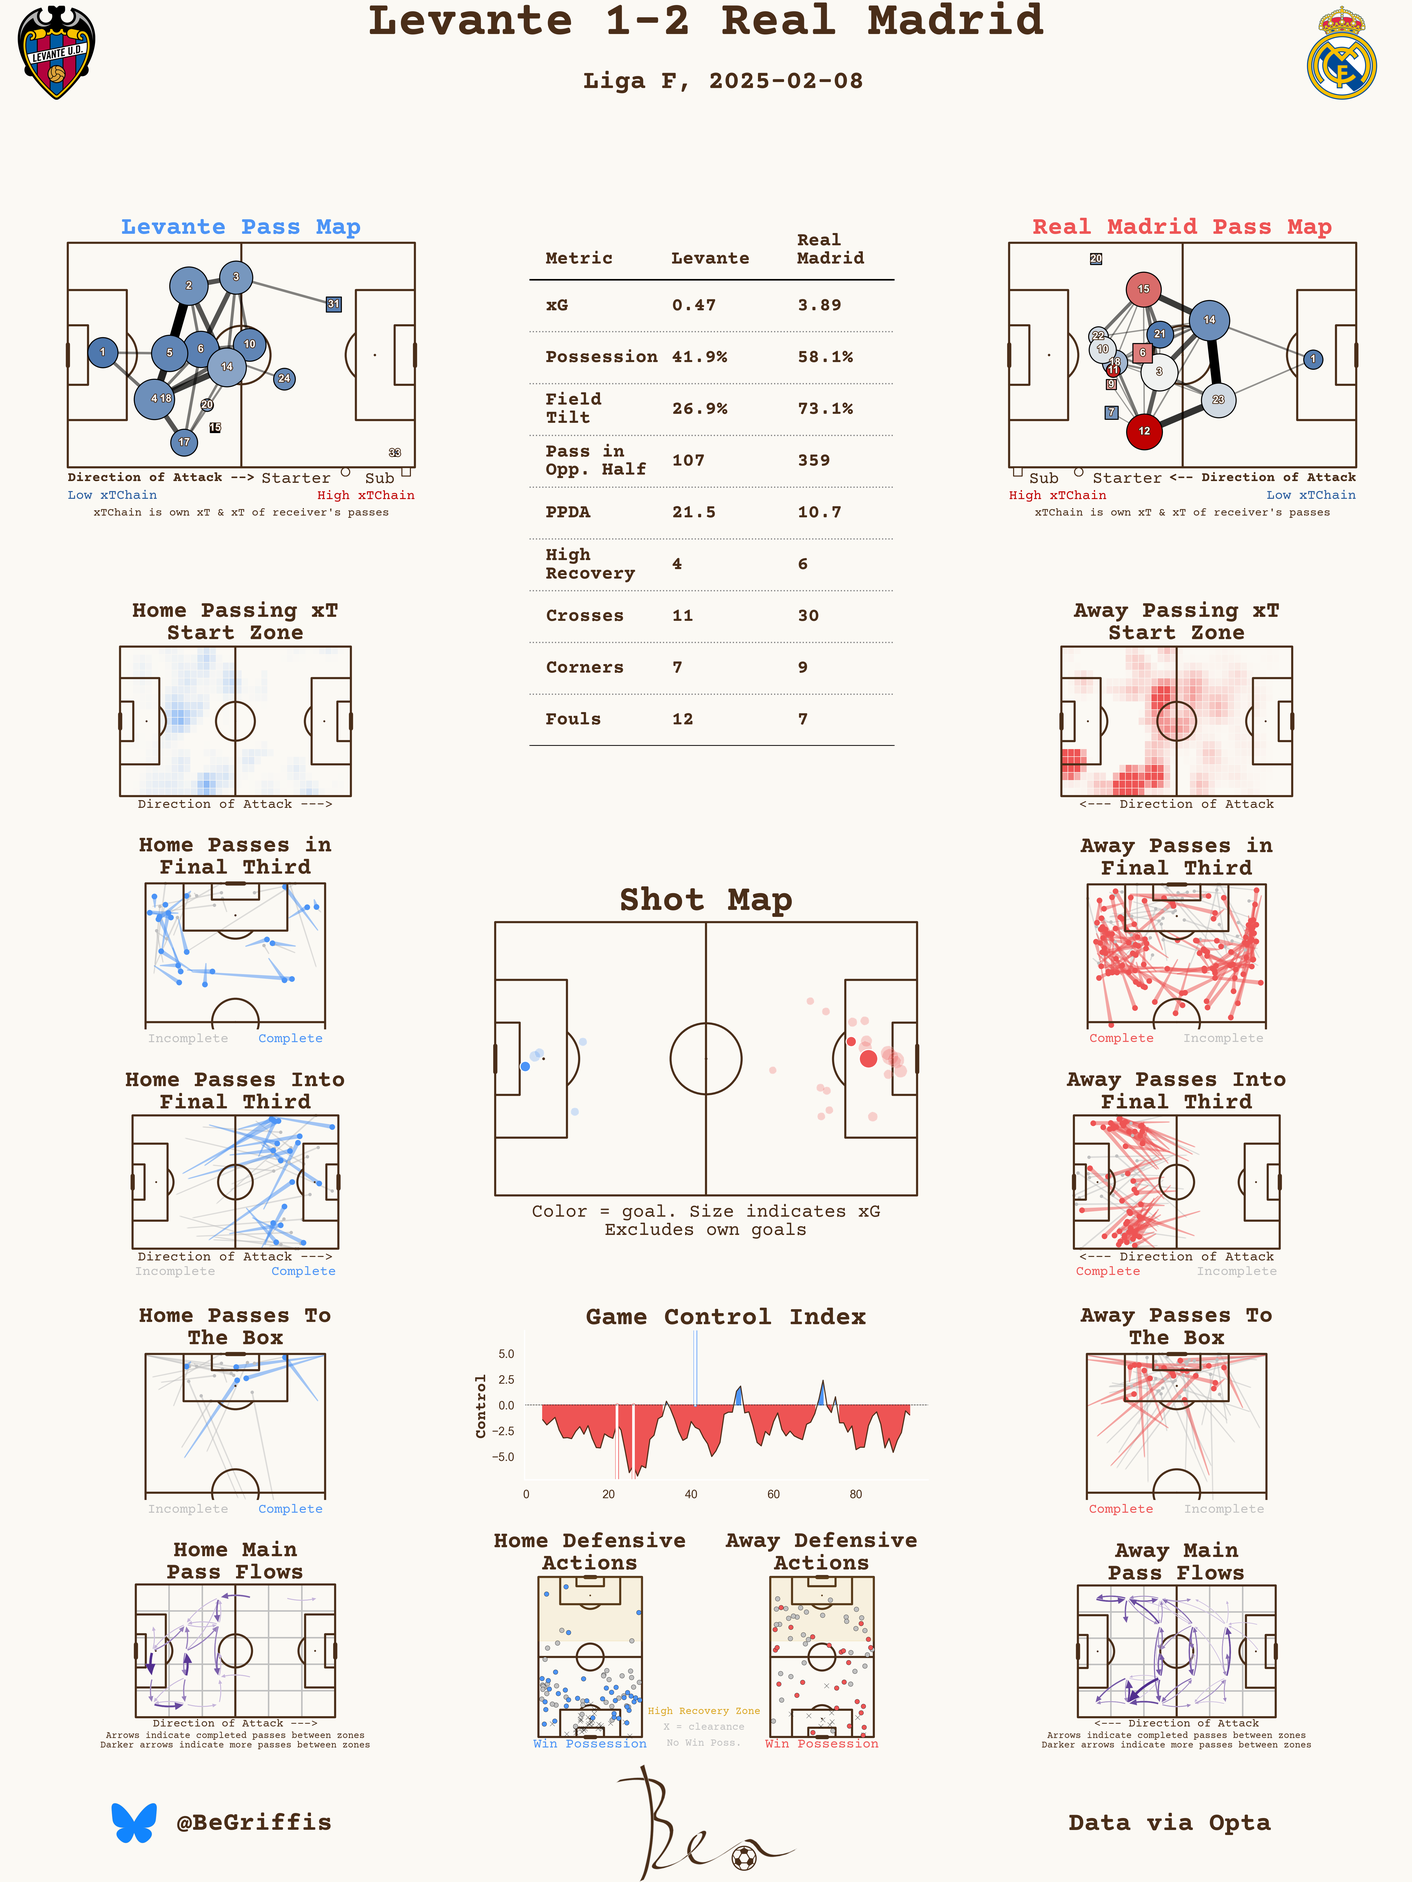 Levante 1-2 Real Madrid
Liga F, 2025-02-08
LEVANTE U.D.
Levante Pass Map
2
3
31
1
5
6
10
14
24
4
18
20
15
17
33
Direction of Attack --> Starter Sub
Low xTChain High xTChain
xTChain is own xT & xT of receiver's passes
Metric Levante Real Madrid
xG 0.47 3.89
Possession 41.9% 58.1%
Field Tilt 26.9% 73.1%
Pass in Opp. Half 107 359
PPDA 21.5 10.7
High Recovery 4 6
Crosses 11 30
Corners 7 9
Fouls 12 7
Real Madrid Pass Map
20
15
14
22
21
10
6
1
18
11
3
9
23
7
12
Sub Starter <-- Direction of Attack
High xTChain Low xTChain
xTChain is own xT & xT of receiver's passes
Home Passing xT
Start Zone
Direction of Attack --->
Away Passing xT
Start Zone
<--- Direction of Attack
Home Passes in
Final Third
Incomplete Complete
Away Passes in
Final Third
Complete Incomplete
Shot Map
Color = goal. Size indicates xG
Excludes own goals
Home Passes Into
Final Third
Direction of Attack --->
Incomplete Complete
Away Passes Into
Final Third
<--- Direction of Attack
Complete Incomplete
Home Passes To
The Box
Incomplete Complete
Game Control Index
Control
5.0
2.5
0.0
−2.5
−5.0
0 20 40 60 80
Away Passes To
The Box
Complete Incomplete
Home Main
Pass Flows
Direction of Attack --->
Arrows indicate completed passes between zones
Darker arrows indicate more passes between zones
Home Defensive
Actions
Win Possession
Away Defensive
Actions
Win Possession
High Recovery Zone
X = clearance
No Win Poss.
Away Main
Pass Flows
<--- Direction of Attack
Arrows indicate completed passes between zones
Darker arrows indicate more passes between zones
@BeGriffis
Ben
Data via Opta